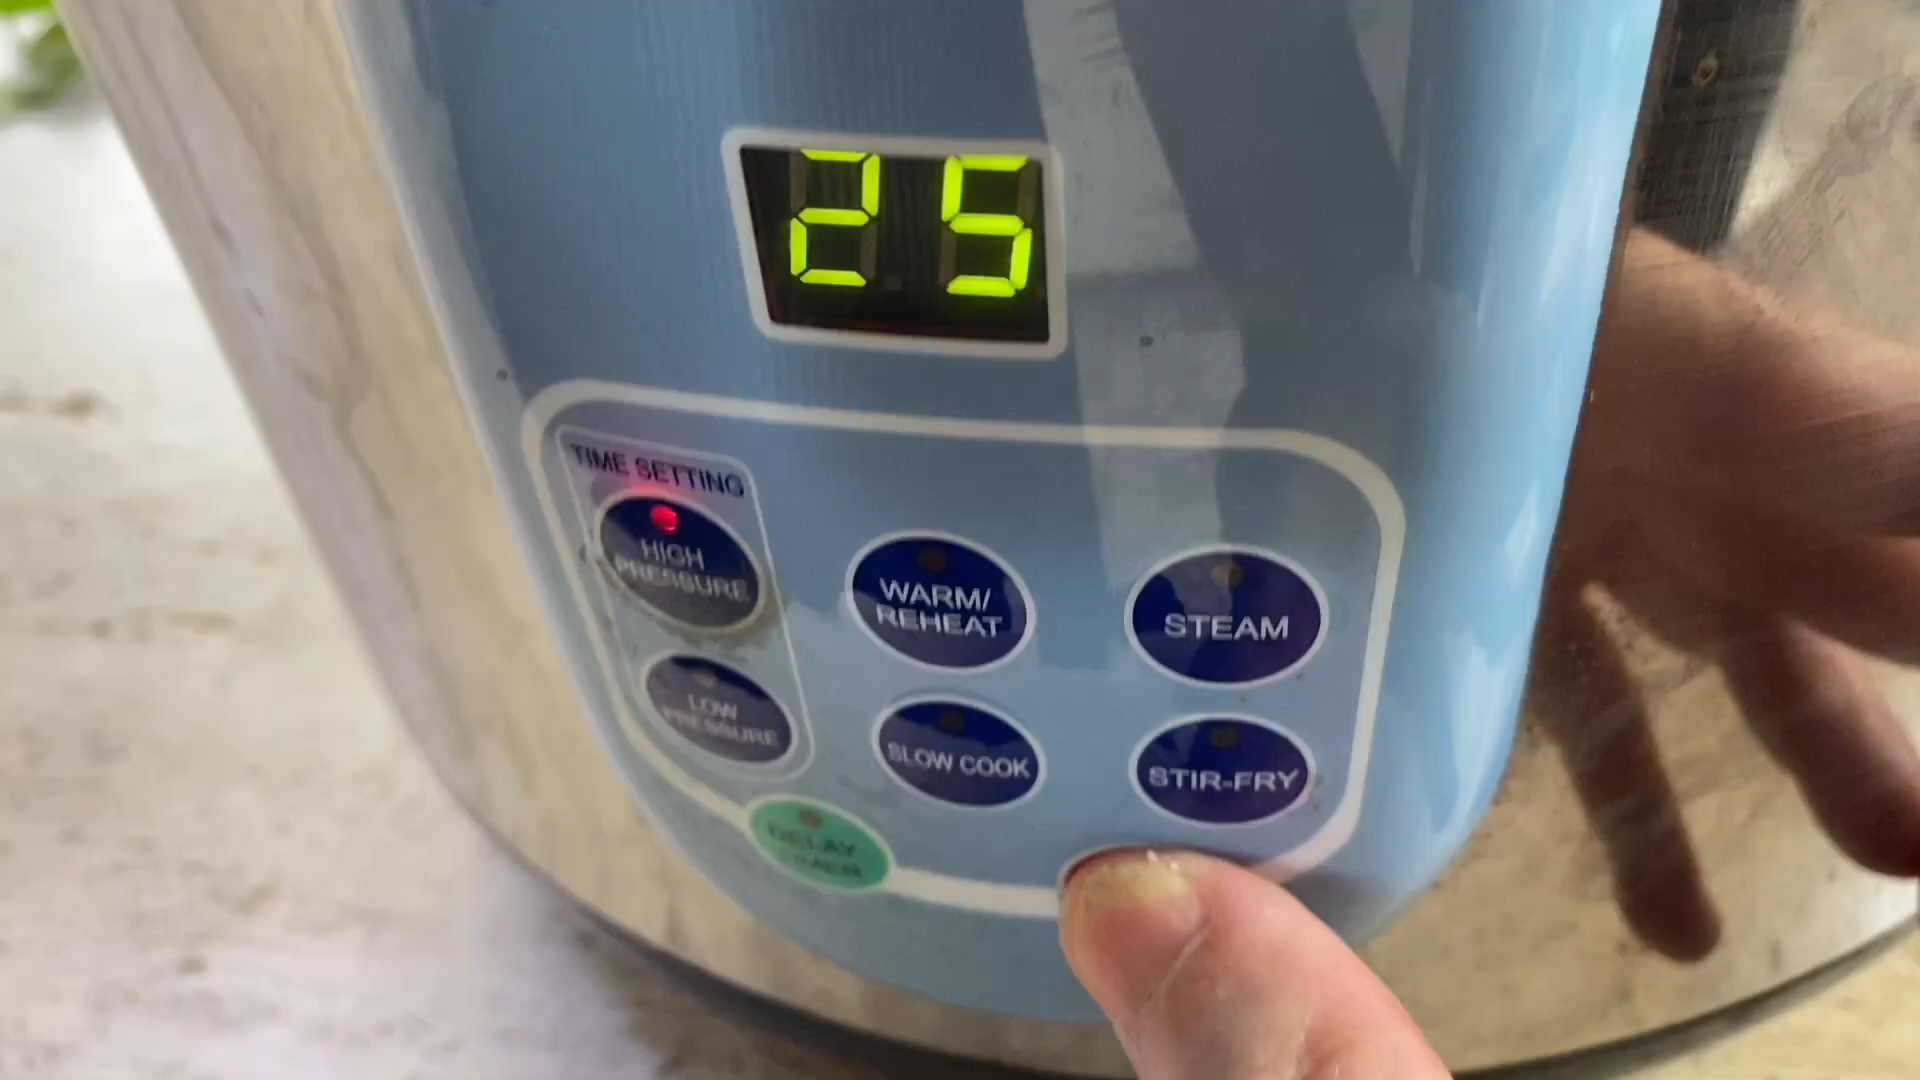 25
TIME SETTING
HIGH
PRESSURE
WARM/
REHEAT
STEAM
LOW
PRESSURE
SLOW COOK
STIR-FRY
DELAY
TIMER